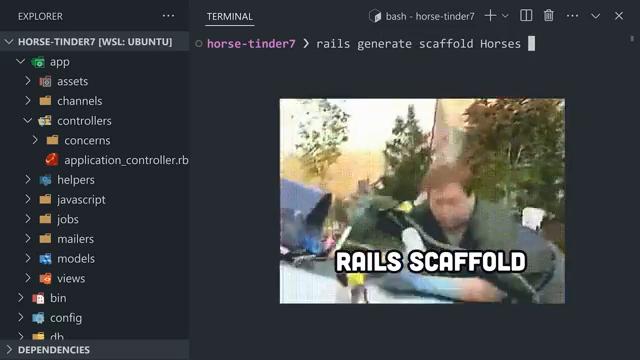 EXPLORER
HORSE-TINDER7 [WSL: UBUNTU]
app
assets
channels
controllers
concerns
application_controller.rb
helpers
javascript
jobs
mailers
models
views
bin
config
db
DEPENDENCIES
TERMINAL
bash - horse-tinder7
horse-tinder7 ❯ rails generate scaffold Horses
RAILS SCAFFOLD